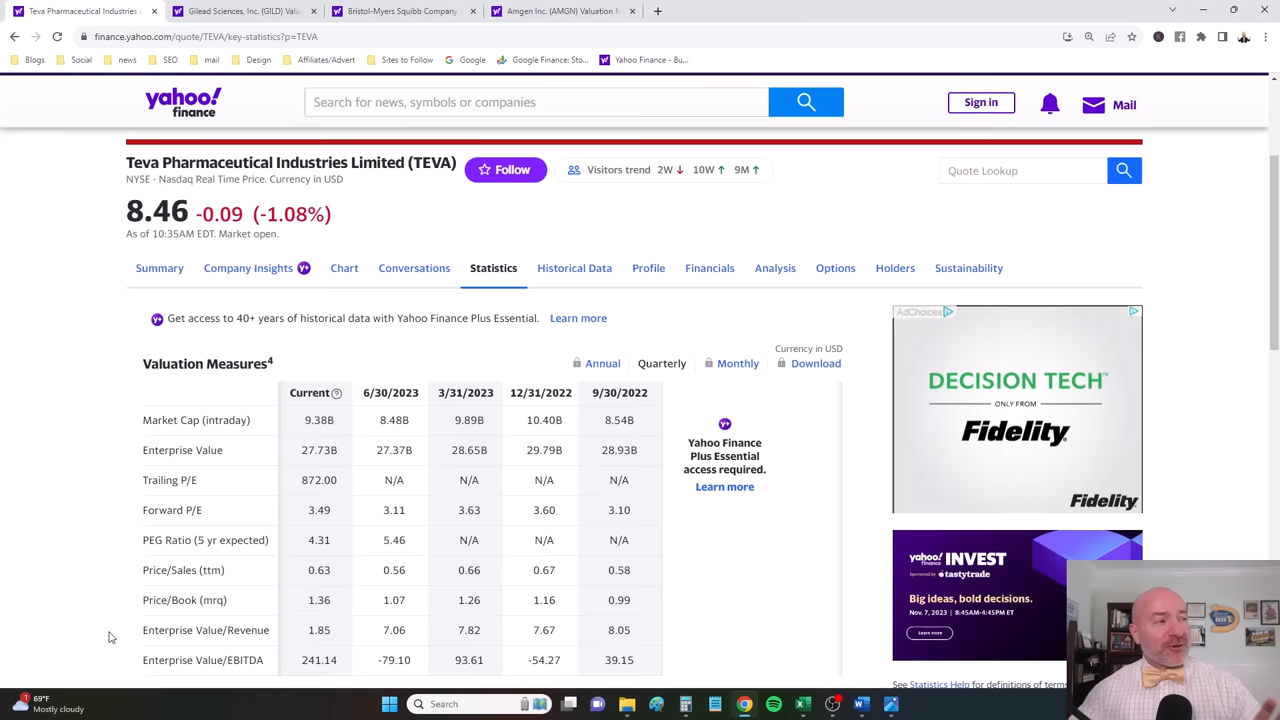 Teva Pharmaceutical Industries
Gilead Sciences, Inc. (GILD) Valu
Bristol-Myers Squibb Company
Amgen Inc. (AMGN) Valuation M
finance.yahoo.com/quote/TEVA/key-statistics?p=TEVA
Blogs Social news SEO mail Design Affiliates/Advert Sites to Follow Google Google Finance: Sto... Yahoo Finance - Bu...
yahoo!
finance
Search for news, symbols or companies
Sign in
Mail
Teva Pharmaceutical Industries Limited (TEVA)
Follow
Visitors trend 2W 10W 9M
Quote Lookup
NYSE - Nasdaq Real Time Price. Currency in USD
8.46 -0.09 (-1.08%)
As of 10:35AM EDT. Market open.
Summary Company Insights Y+ Chart Conversations Statistics Historical Data Profile Financials Analysis Options Holders Sustainability
Y+ Get access to 40+ years of historical data with Yahoo Finance Plus Essential. Learn more
Currency in USD
Valuation Measures4
Annual Quarterly Monthly Download
Current 6/30/2023 3/31/2023 12/31/2022 9/30/2022
Market Cap (intraday) 9.38B 8.48B 9.89B 10.40B 8.54B
Enterprise Value 27.73B 27.37B 28.65B 29.79B 28.93B
Trailing P/E 872.00 N/A N/A N/A N/A
Forward P/E 3.49 3.11 3.63 3.60 3.10
PEG Ratio (5 yr expected) 4.31 5.46 N/A N/A N/A
Price/Sales (ttm) 0.63 0.56 0.66 0.67 0.58
Price/Book (mrq) 1.36 1.07 1.26 1.16 0.99
Enterprise Value/Revenue 1.85 7.06 7.82 7.67 8.05
Enterprise Value/EBITDA 241.14 -79.10 93.61 -54.27 39.15
Y+
Yahoo Finance
Plus Essential
access required.
Learn more
AdChoices
DECISION TECH™
ONLY FROM
Fidelity
Fidelity
yahoo! INVEST
Sponsored by tastytrade
Big ideas, bold decisions.
Nov. 7, 2023 | 8:45AM-4:45PM ET
Learn more
See Statistics Help for definitions of terms
69°F
Mostly cloudy
Search